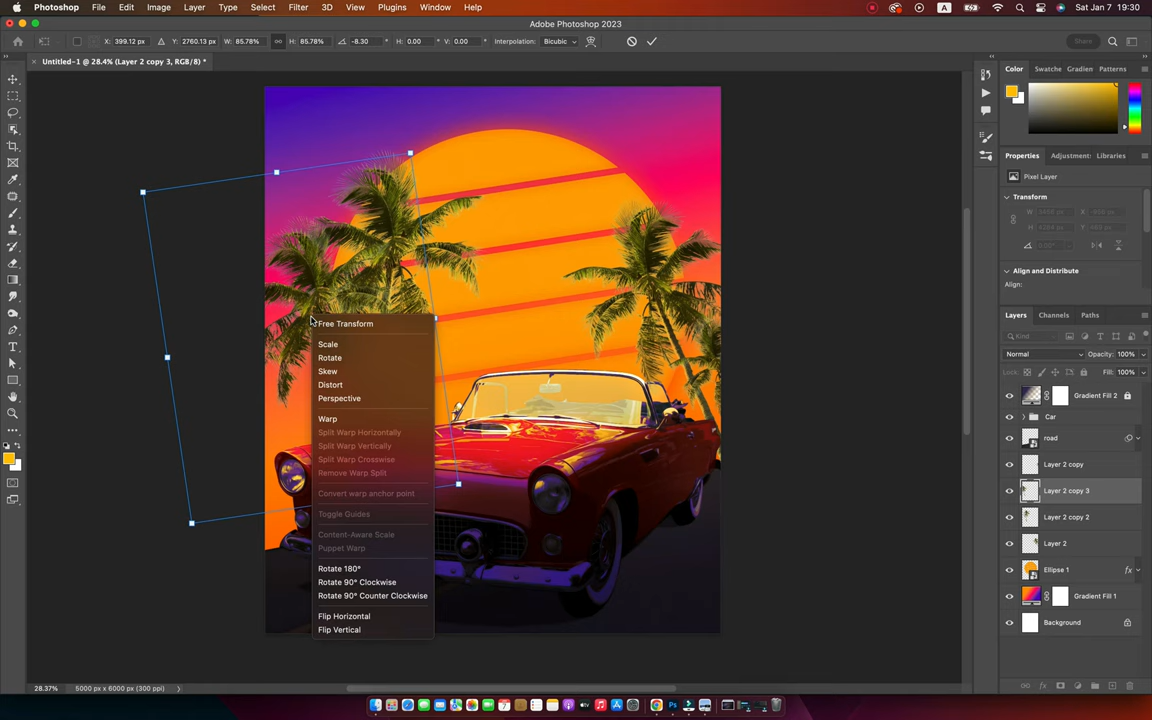 Photoshop File Edit Image Layer Type Select Filter 3D View Plugins Window Help A Sat Jan 7 19:30
Adobe Photoshop 2023
X: 399.12 px Y: 2760.13 px W: 85.78% H: 85.78% -8.30 ° H: 0.00 ° V: 0.00 ° Interpolation: Bicubic Share
× Untitled-1 @ 28.4% (Layer 2 copy 3, RGB/8) *
Color Swatche Gradien Patterns
Properties Adjustment: Libraries
Pixel Layer
Transform
Align and Distribute
Align:
Layers Channels Paths
Kind
Normal Opacity: 100%
Lock: Fill: 100%
Gradient Fill 2
Car
road
Layer 2 copy
Layer 2 copy 3
Layer 2 copy 2
Layer 2
Ellipse 1 fx
Gradient Fill 1
Background
Free Transform
Scale
Rotate
Skew
Distort
Perspective
Warp
Split Warp Horizontally
Split Warp Vertically
Split Warp Crosswise
Remove Warp Split
Convert warp anchor point
Toggle Guides
Content-Aware Scale
Puppet Warp
Rotate 180°
Rotate 90° Clockwise
Rotate 90° Counter Clockwise
Flip Horizontal
Flip Vertical
28.37% 5000 px x 6000 px (300 ppi)